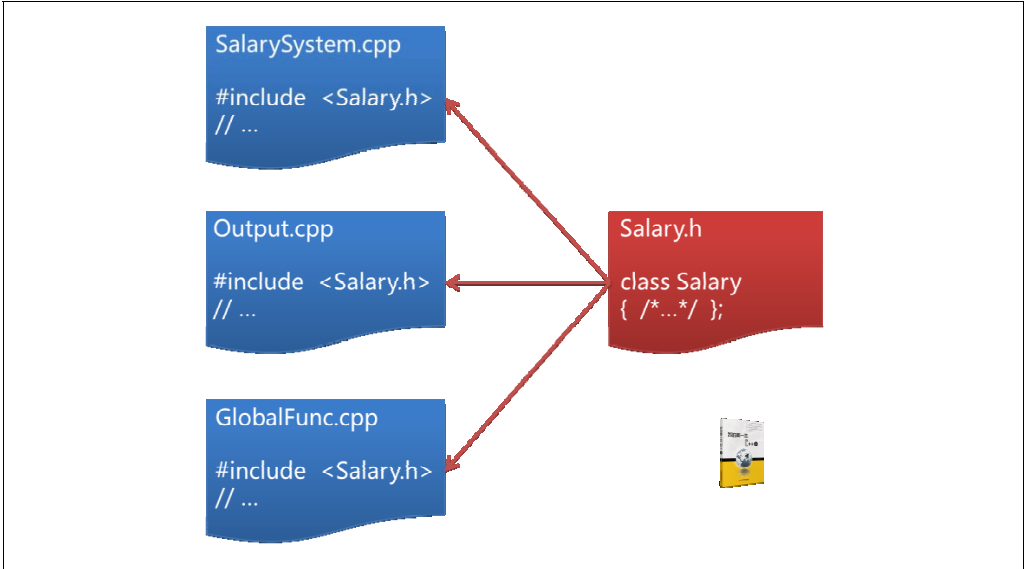 SalarySystem.cpp
#include <Salary.h>
// ...
Output.cpp
#include <Salary.h>
// ...
Salary.h
class Salary
{ /*...*/ };
GlobalFunc.cpp
#include <Salary.h>
// ...